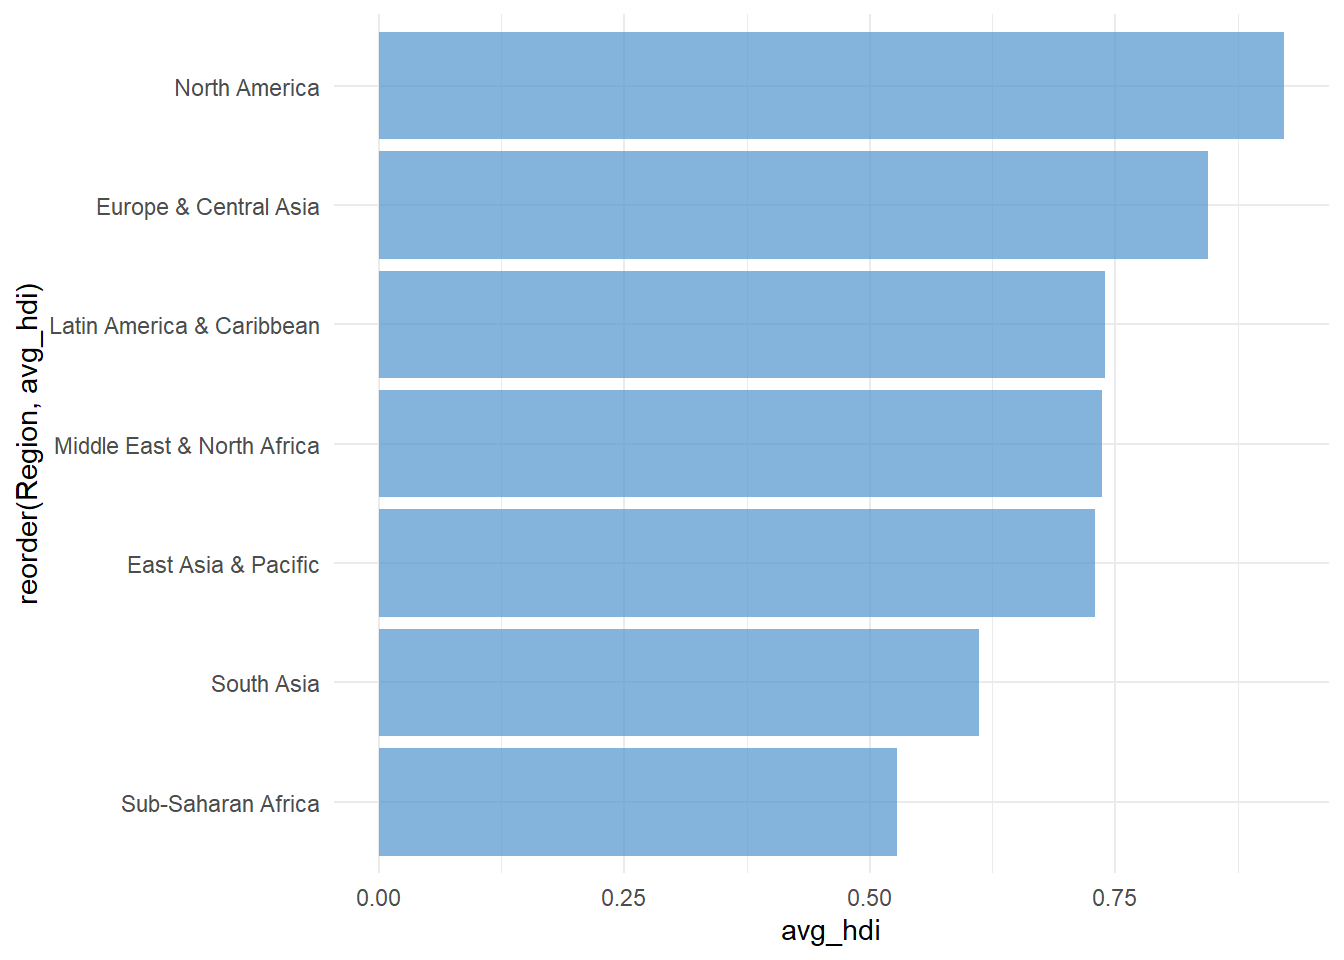 North America
Europe & Central Asia
Latin America & Caribbean
Middle East & North Africa
East Asia & Pacific
South Asia
Sub-Saharan Africa
reorder(Region, avg_hdi)
0.00 0.25 0.50 0.75
avg_hdi